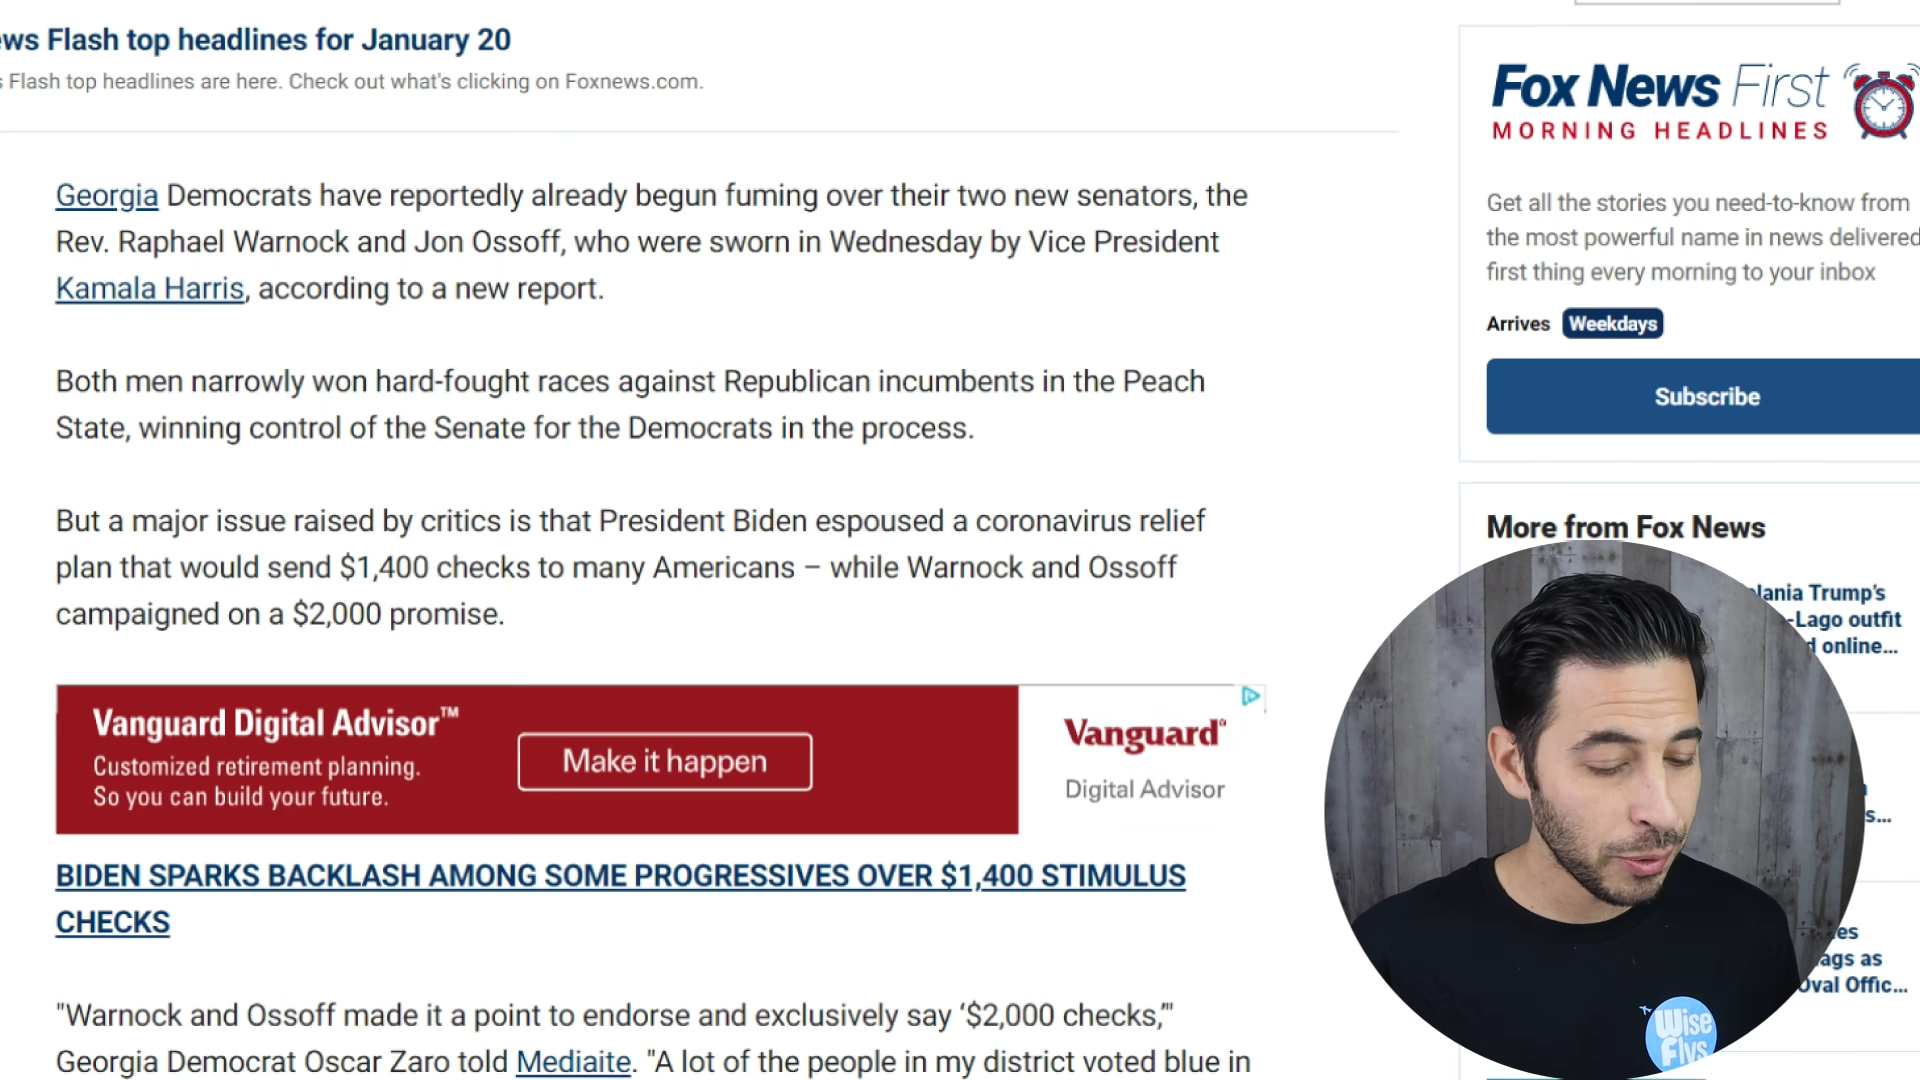 ws Flash top headlines for January 20
s Flash top headlines are here. Check out what's clicking on Foxnews.com.
Georgia Democrats have reportedly already begun fuming over their two new senators, the
Rev. Raphael Warnock and Jon Ossoff, who were sworn in Wednesday by Vice President
Kamala Harris, according to a new report.
Both men narrowly won hard-fought races against Republican incumbents in the Peach
State, winning control of the Senate for the Democrats in the process.
But a major issue raised by critics is that President Biden espoused a coronavirus relief
plan that would send $1,400 checks to many Americans – while Warnock and Ossoff
campaigned on a $2,000 promise.
Vanguard Digital Advisor™
Customized retirement planning.
So you can build your future.
Make it happen
Vanguard®
Digital Advisor
BIDEN SPARKS BACKLASH AMONG SOME PROGRESSIVES OVER $1,400 STIMULUS
CHECKS
"Warnock and Ossoff made it a point to endorse and exclusively say ‘$2,000 checks,’"
Georgia Democrat Oscar Zaro told Mediaite. "A lot of the people in my district voted blue in
Fox News First
MORNING HEADLINES
Get all the stories you need-to-know from
the most powerful name in news delivered
first thing every morning to your inbox
Arrives Weekdays
Subscribe
More from Fox News
lania Trump's
-Lago outfit
d online...
s...
es
ags as
Oval Offic...
Wise
Flys